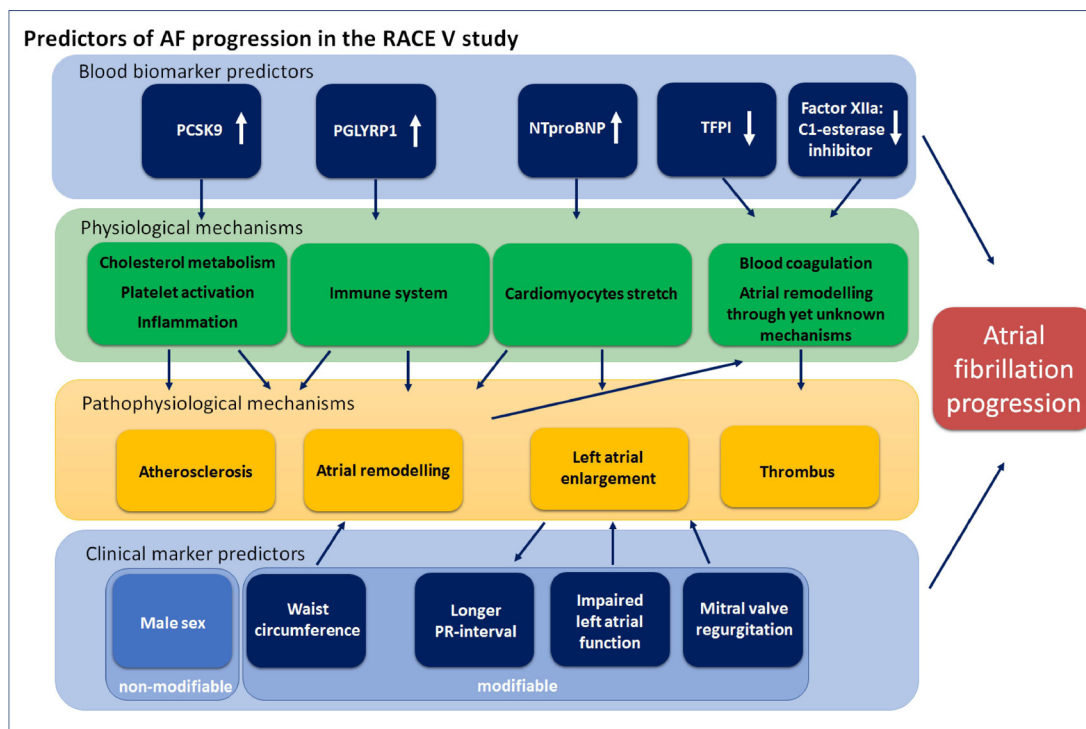 Predictors of AF progression in the RACE V study
Blood biomarker predictors
PCSK9
PGLYRP1
NTproBNP
TFPI
Factor XIIa:
C1-esterase
inhibitor
Physiological mechanisms
Cholesterol metabolism
Platelet activation
Inflammation
Immune system
Cardiomyocytes stretch
Blood coagulation
Atrial remodelling
through yet unknown
mechanisms
Atrial
fibrillation
progression
Pathophysiological mechanisms
Atherosclerosis
Atrial remodelling
Left atrial
enlargement
Thrombus
Clinical marker predictors
Male sex
Waist
circumference
Longer
PR-interval
Impaired
left atrial
function
Mitral valve
regurgitation
non-modifiable
modifiable